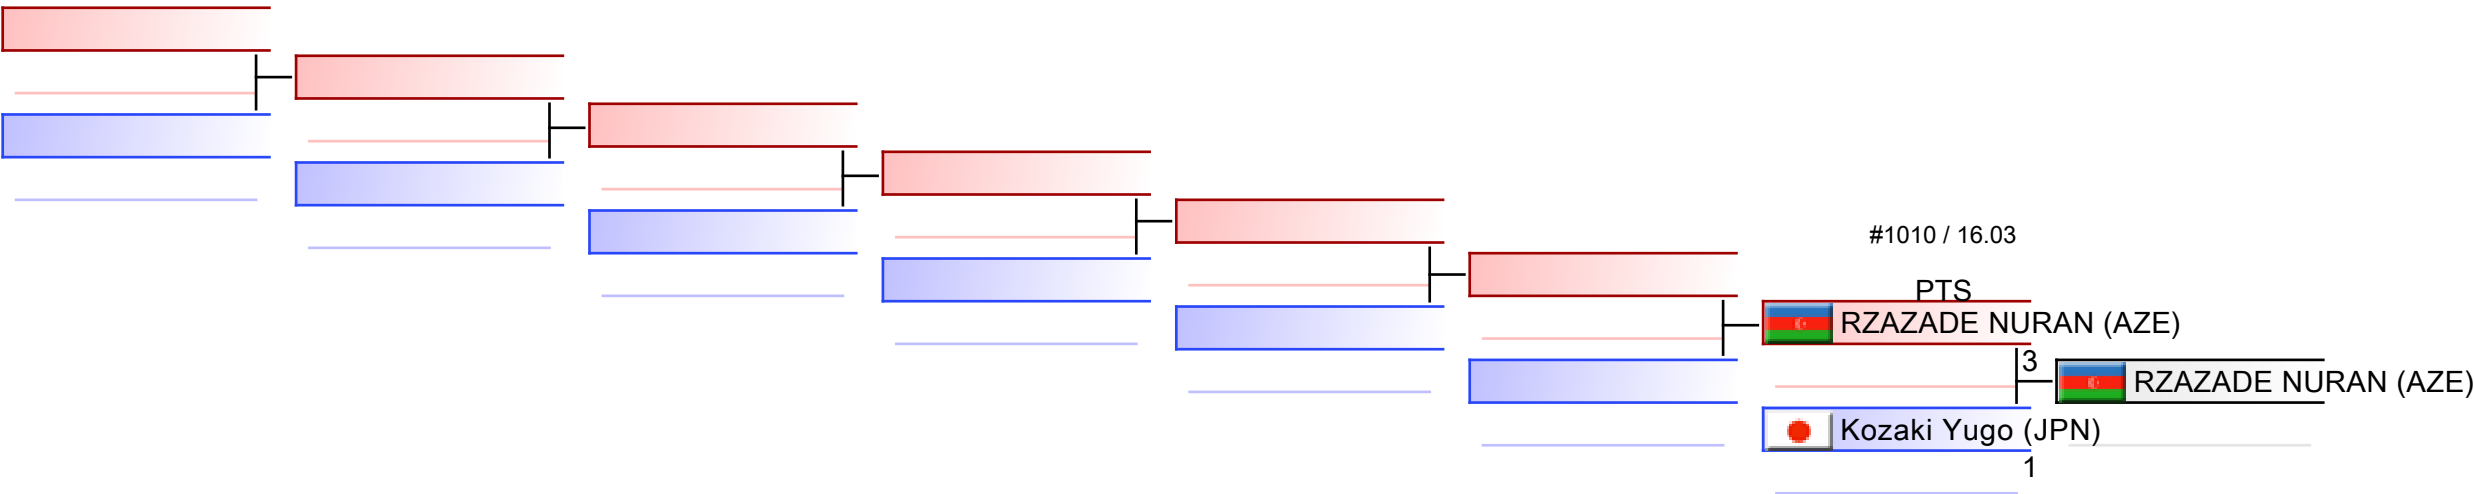 #1010 / 16.03
PTS
RZAZADE NURAN (AZE)
3
RZAZADE NURAN (AZE)
Kozaki Yugo (JPN)
1